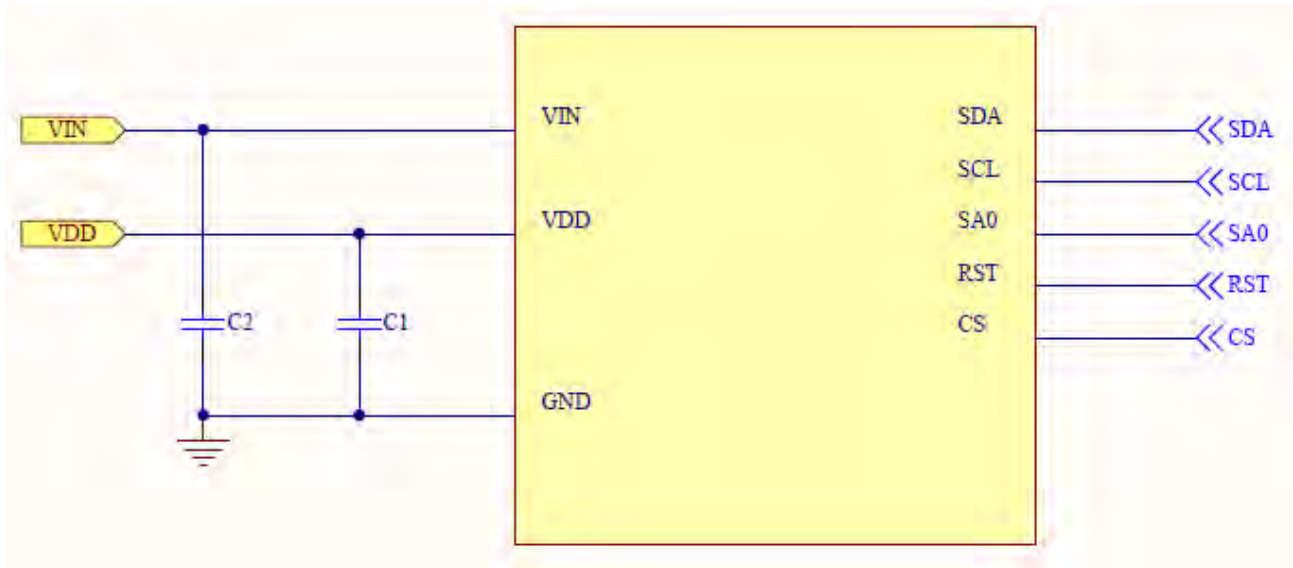 VIN
VDD
C2
C1
VIN
VDD
GND
SDA
SCL
SA0
RST
CS
SDA
SCL
SA0
RST
CS